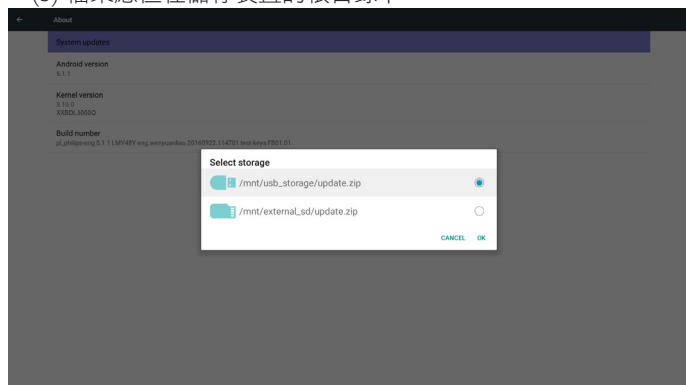 ← About
System updates
Android version
5.1.1
Kernel version
3.10.0
XXBDL3000Q
Build number
Select storage
/mnt/usb_storage/update.zip
/mnt/external_sd/update.zip
CANCEL OK